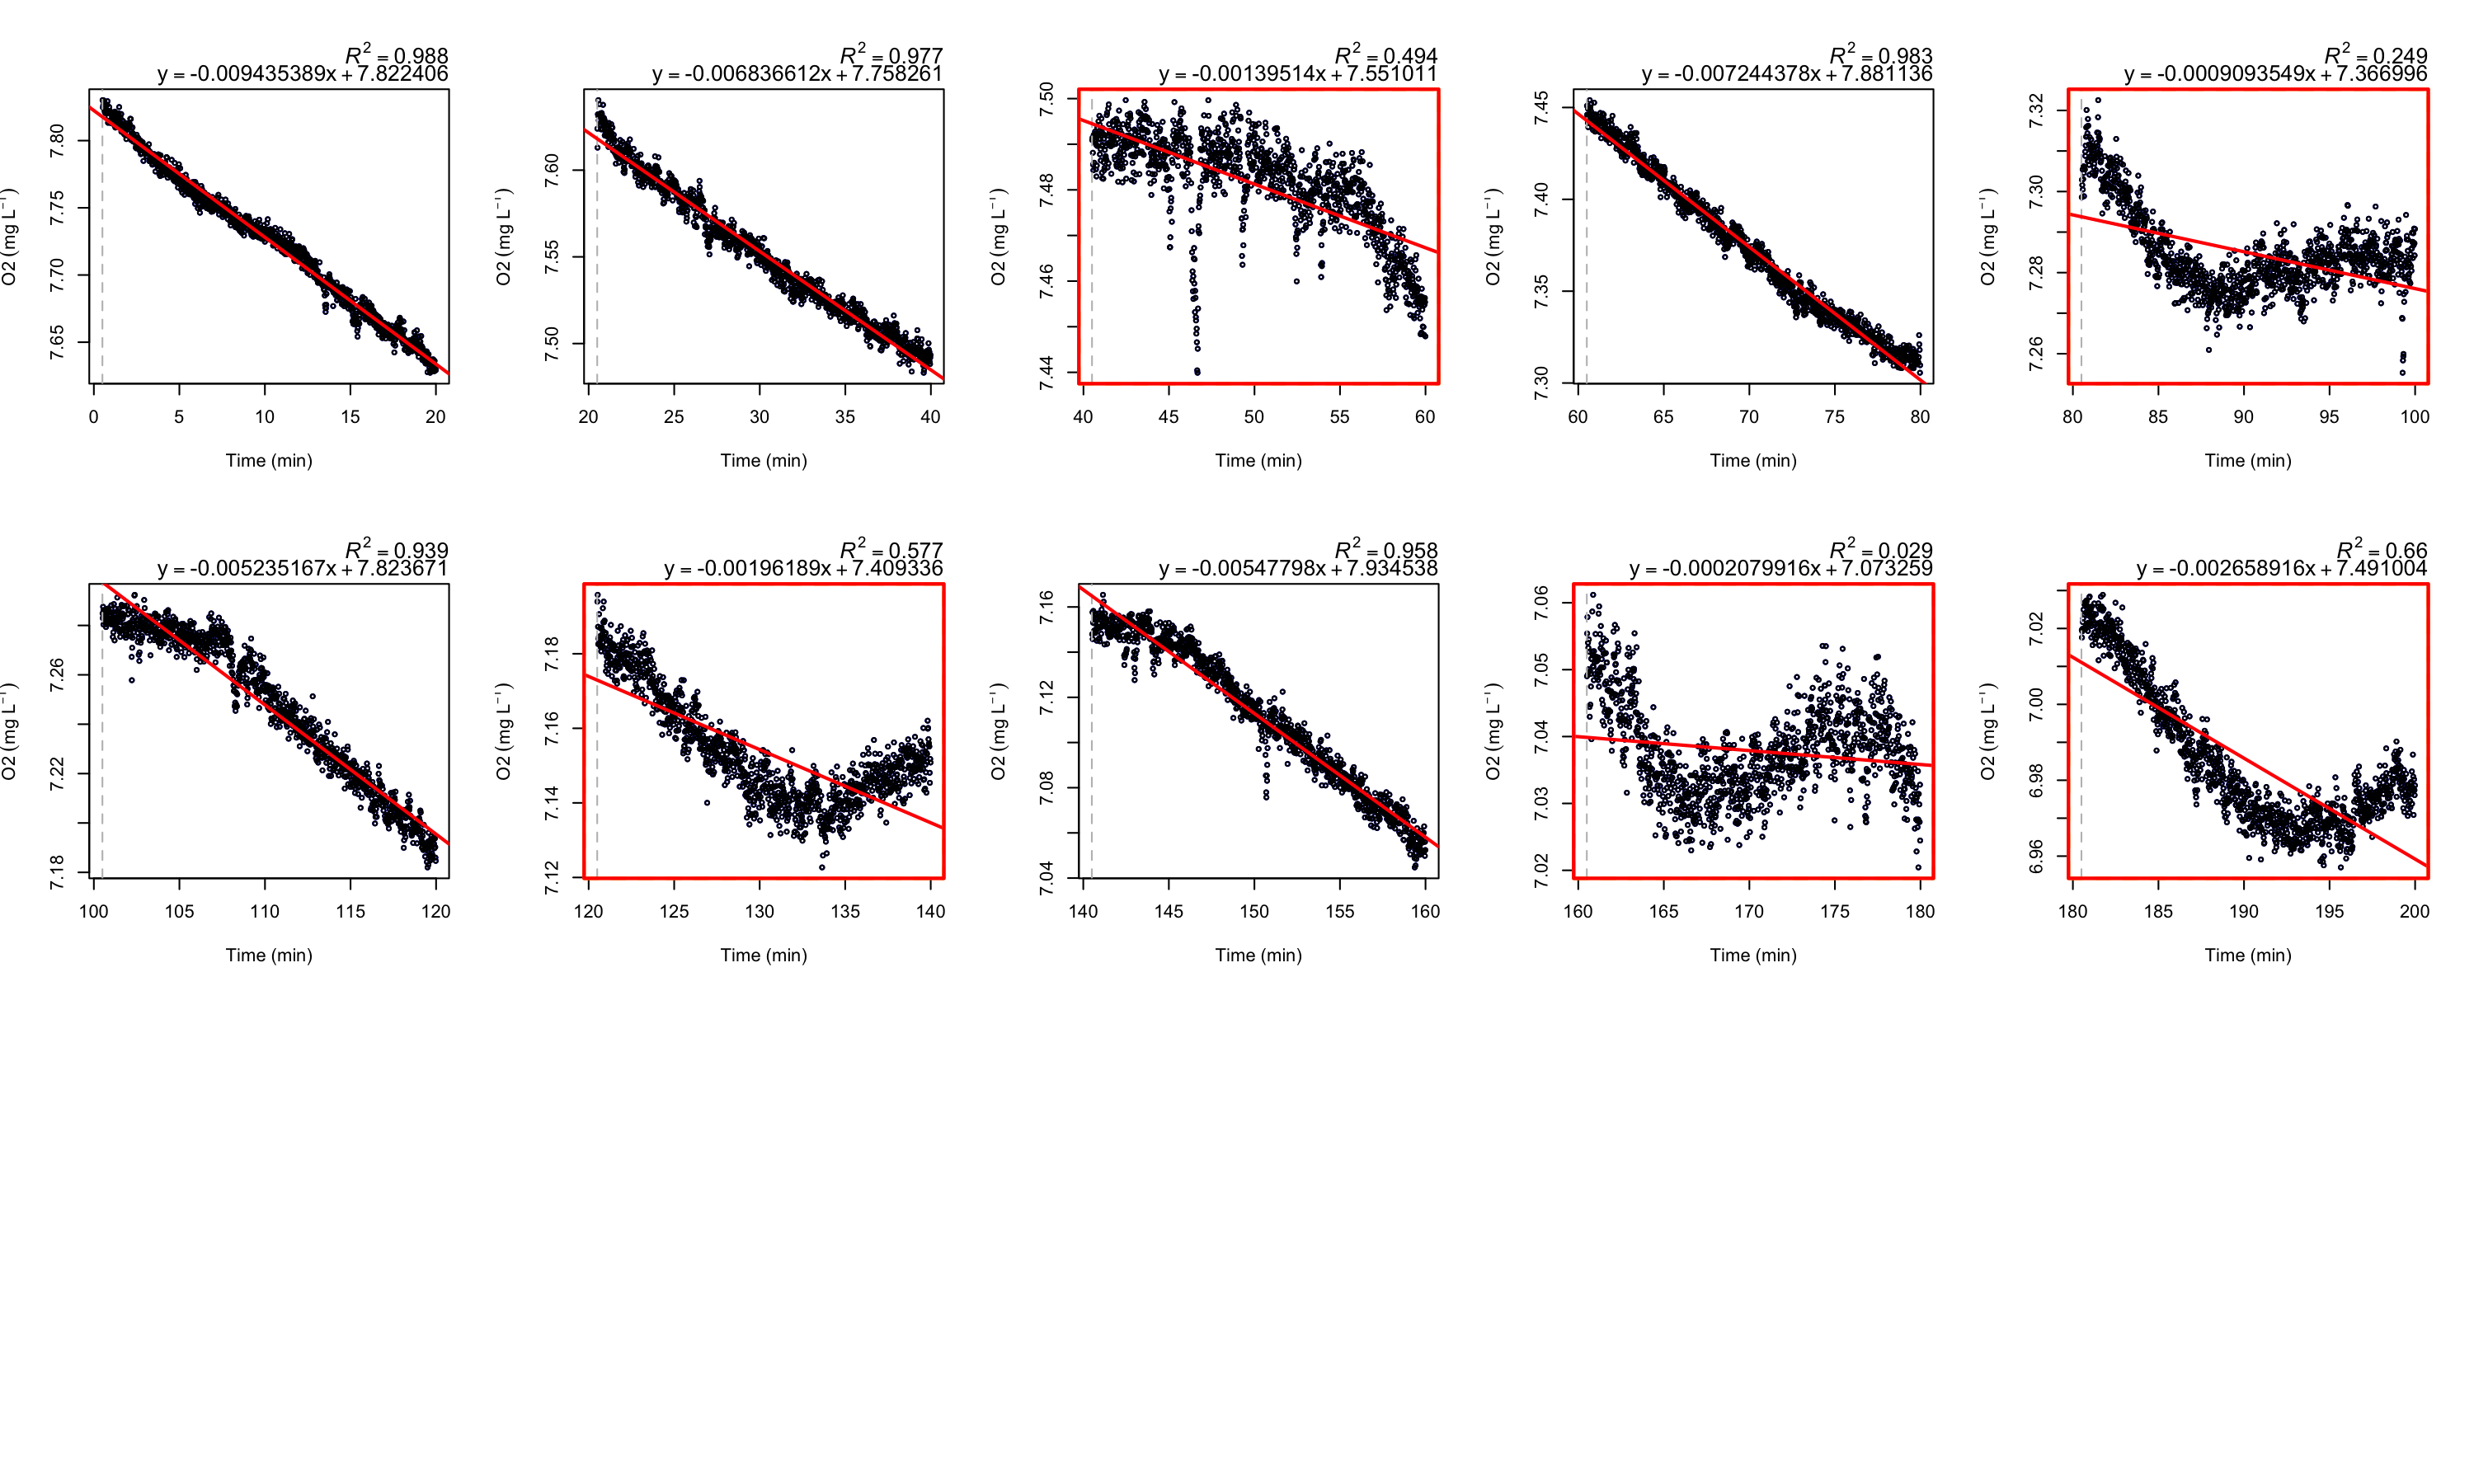 R² = 0.988
y = -0.009435389x + 7.822406
O2 (mg L⁻¹)
7.80
7.75
7.70
7.65
0 5 10 15 20
Time (min)
R² = 0.977
y = -0.006836612x + 7.758261
O2 (mg L⁻¹)
7.60
7.55
7.50
20 25 30 35 40
Time (min)
R² = 0.494
y = -0.00139514x + 7.551011
O2 (mg L⁻¹)
7.50
7.48
7.46
7.44
40 45 50 55 60
Time (min)
R² = 0.983
y = -0.007244378x + 7.881136
O2 (mg L⁻¹)
7.45
7.40
7.35
7.30
60 65 70 75 80
Time (min)
R² = 0.249
y = -0.0009093549x + 7.366996
O2 (mg L⁻¹)
7.32
7.30
7.28
7.26
80 85 90 95 100
Time (min)
R² = 0.939
y = -0.005235167x + 7.823671
O2 (mg L⁻¹)
7.26
7.22
7.18
100 105 110 115 120
Time (min)
R² = 0.577
y = -0.00196189x + 7.409336
O2 (mg L⁻¹)
7.18
7.16
7.14
7.12
120 125 130 135 140
Time (min)
R² = 0.958
y = -0.00547798x + 7.934538
O2 (mg L⁻¹)
7.16
7.12
7.08
7.04
140 145 150 155 160
Time (min)
R² = 0.029
y = -0.0002079916x + 7.073259
O2 (mg L⁻¹)
7.06
7.05
7.04
7.03
7.02
160 165 170 175 180
Time (min)
R² = 0.66
y = -0.002658916x + 7.491004
O2 (mg L⁻¹)
7.02
7.00
6.98
6.96
180 185 190 195 200
Time (min)